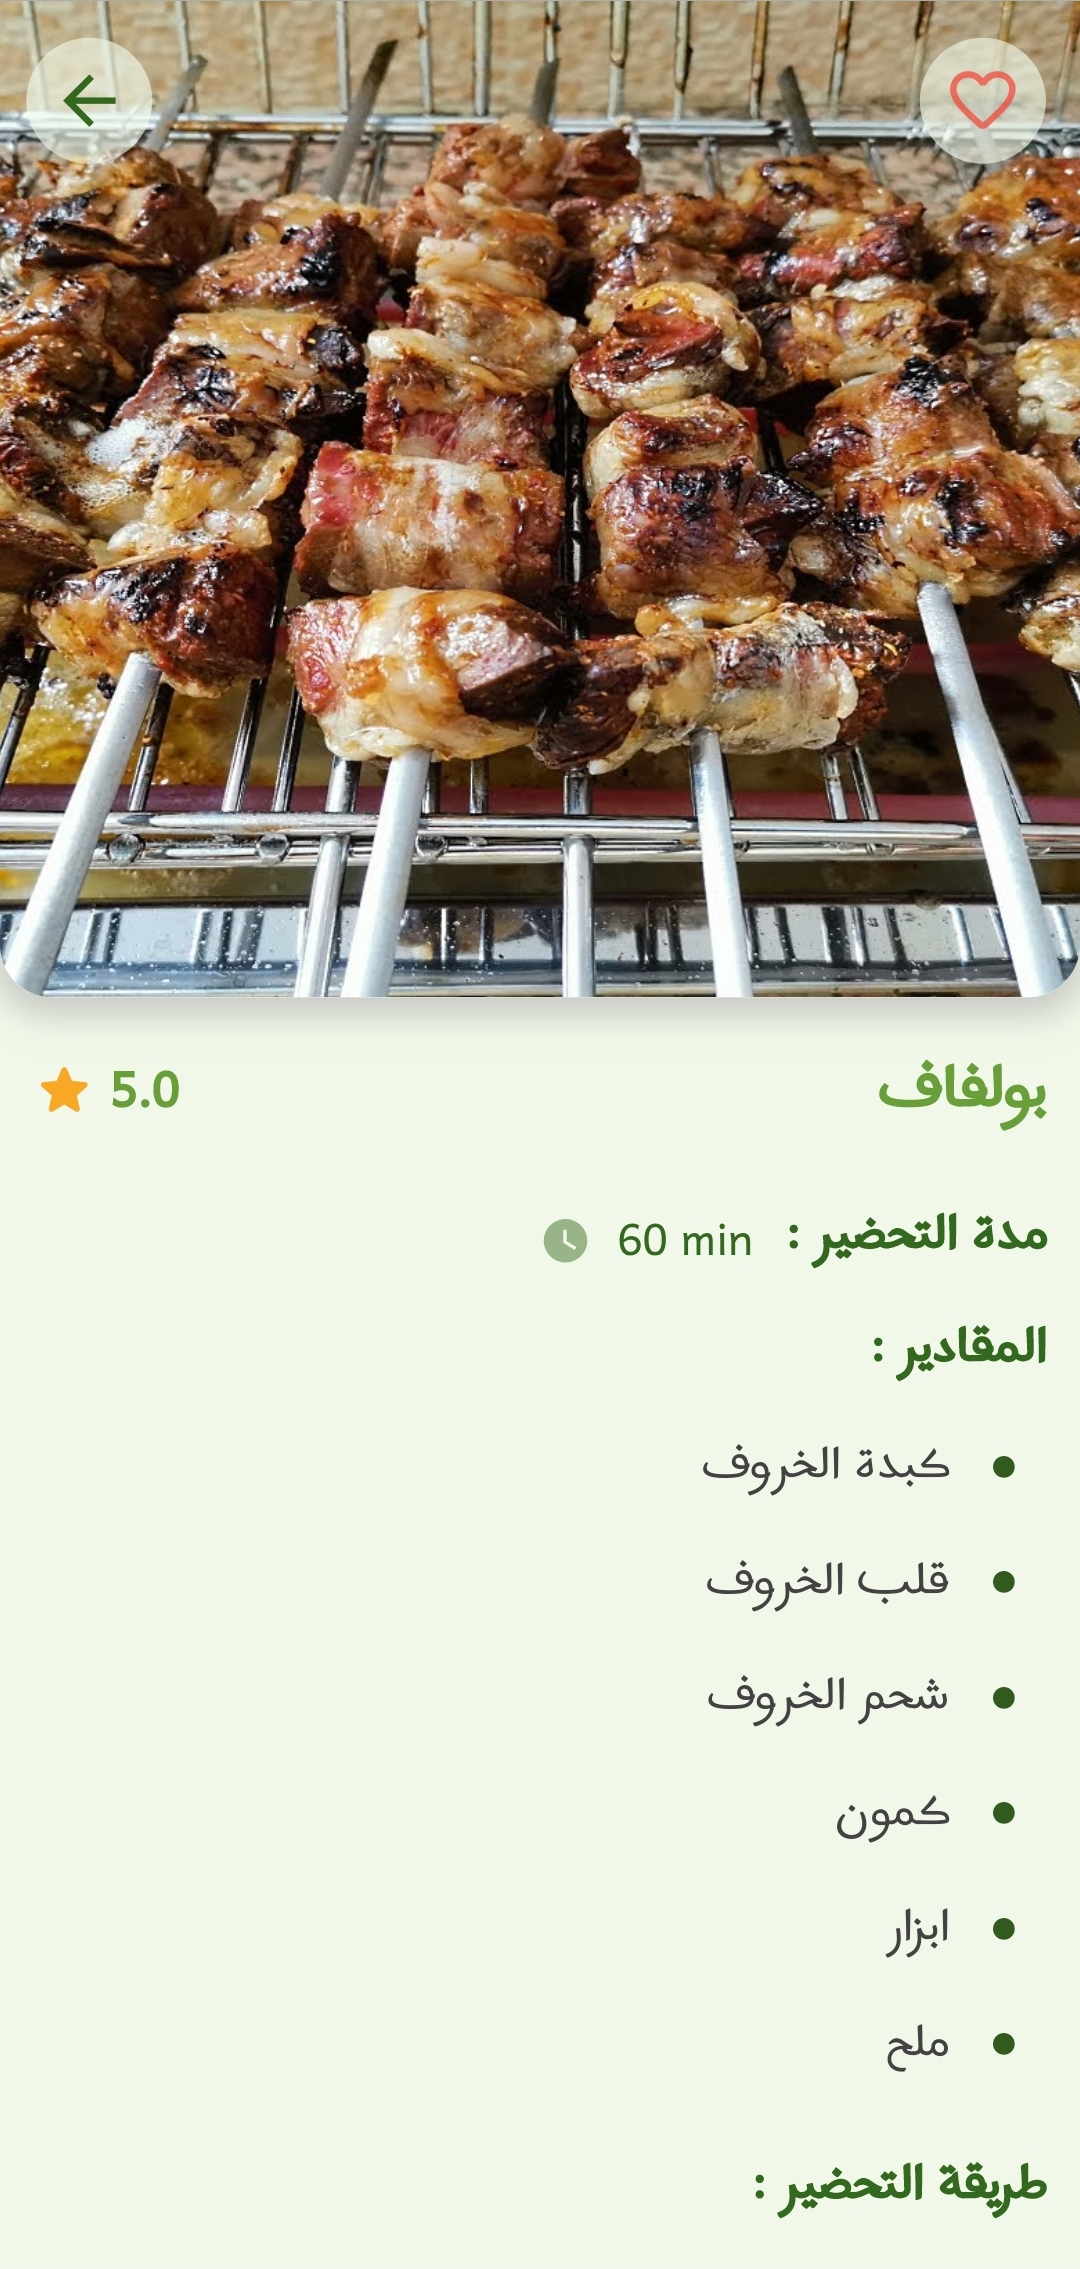 بولفاف
5.0
مدة التحضير : 60 min
المقادير :
كبدة الخروف
قلب الخروف
شحم الخروف
كمون
ابزار
ملح
طريقة التحضير :